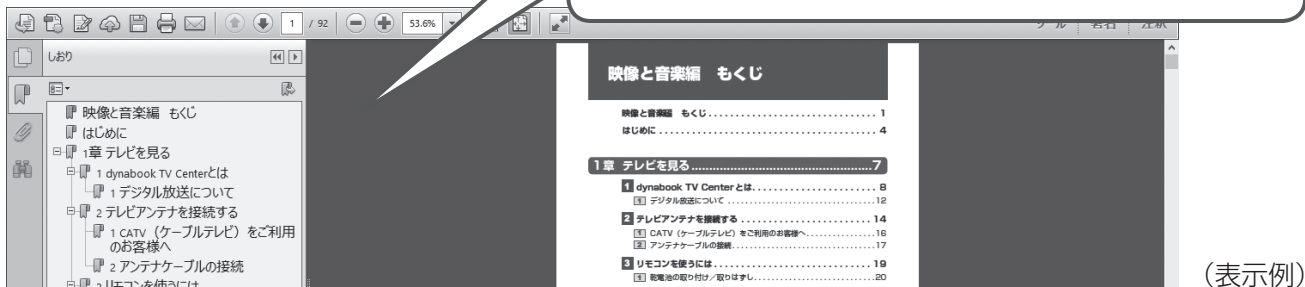 1 / 92 53.6%
しおり
映像と音楽編 もくじ
はじめに
1章 テレビを見る
1 dynabook TV Centerとは
1 デジタル放送について
2 テレビアンテナを接続する
1 CATV（ケーブルテレビ）をご利用
のお客様へ
2 アンテナケーブルの接続
映像と音楽編 もくじ
映像と音楽編 もくじ................................ 1
はじめに......................................... 4
1章 テレビを見る.....................................................7
1 dynabook TV Centerとは....................... 8
1 デジタル放送について ...................................12
2 テレビアンテナを接続する ......................... 14
1 CATV（ケーブルテレビ）をご利用のお客様へ................16
2 アンテナケーブルの接続..................................17
3 リモコンを使うには .............................. 19
1 乾電池の取り付け／取りはずし............................20
（表示例）